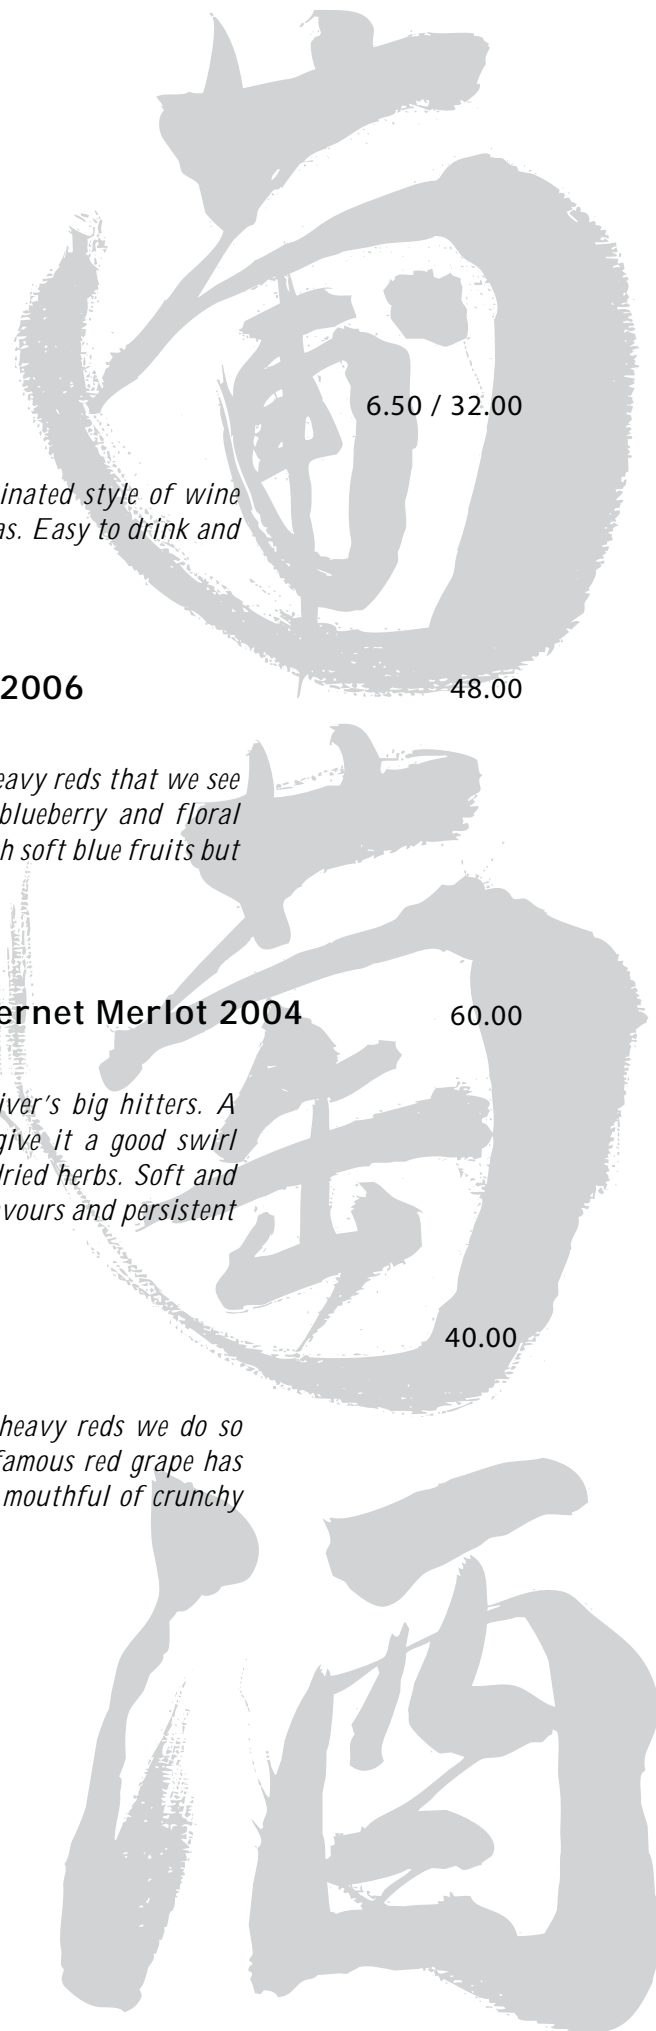 6.50 / 32.00
inated style of wine
as. Easy to drink and
2006 48.00
eavy reds that we see
blueberry and floral
h soft blue fruits but
ernet Merlot 2004 60.00
iver's big hitters. A
give it a good swirl
dried herbs. Soft and
vours and persistent
40.00
heavy reds we do so
famous red grape has
mouthful of crunchy
葡萄酒